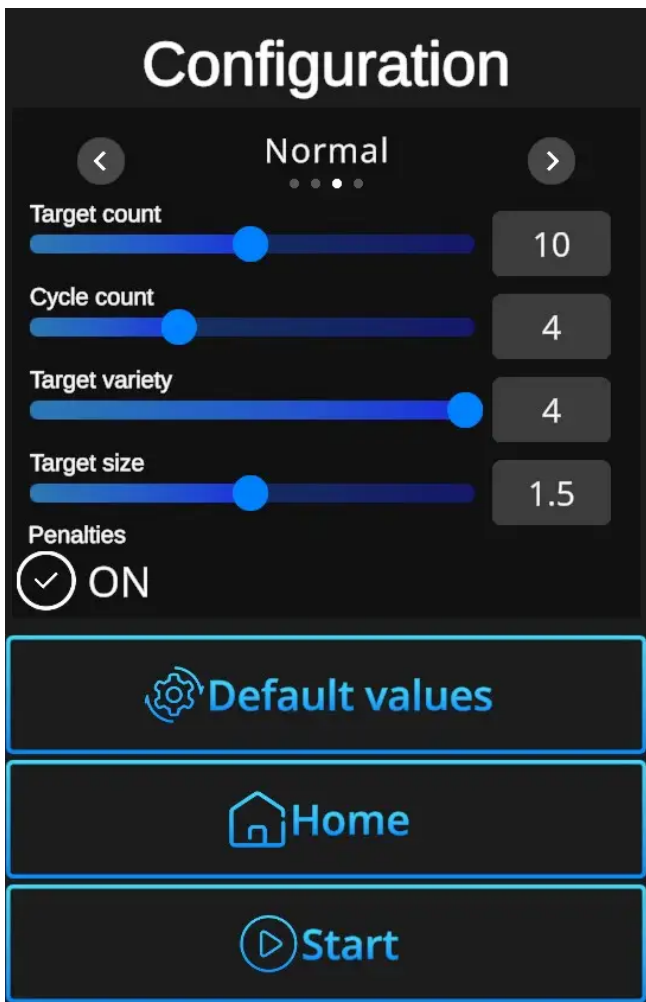 Configuration
Normal
Target count
10
Cycle count
4
Target variety
4
Target size
1.5
Penalties
ON
Default values
Home
Start